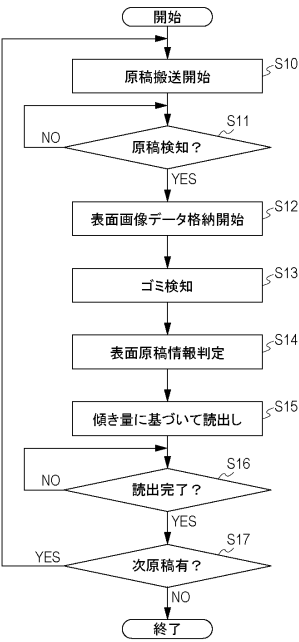 開始
原稿搬送開始
S10
原稿検知？
S11
NO
YES
表面画像データ格納開始
S12
ゴミ検知
S13
表面原稿情報判定
S14
傾き量に基づいて読出し
S15
読出完了？
S16
NO
YES
次原稿有？
S17
YES
NO
終了